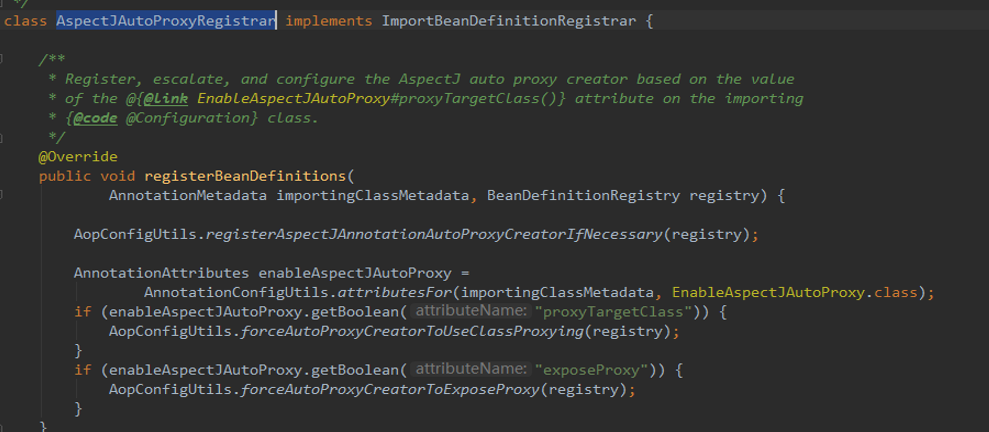 */
class AspectJAutoProxyRegistrar implements ImportBeanDefinitionRegistrar {
/**
* Register, escalate, and configure the AspectJ auto proxy creator based on the value
* of the @{@link EnableAspectJAutoProxy#proxyTargetClass()} attribute on the importing
* {@code @Configuration} class.
*/
@Override
public void registerBeanDefinitions(
AnnotationMetadata importingClassMetadata, BeanDefinitionRegistry registry) {
AopConfigUtils.registerAspectJAnnotationAutoProxyCreatorIfNecessary(registry);
AnnotationAttributes enableAspectJAutoProxy =
AnnotationConfigUtils.attributesFor(importingClassMetadata, EnableAspectJAutoProxy.class);
if (enableAspectJAutoProxy.getBoolean( attributeName: "proxyTargetClass")) {
AopConfigUtils.forceAutoProxyCreatorToUseClassProxying(registry);
}
if (enableAspectJAutoProxy.getBoolean( attributeName: "exposeProxy")) {
AopConfigUtils.forceAutoProxyCreatorToExposeProxy(registry);
}
}